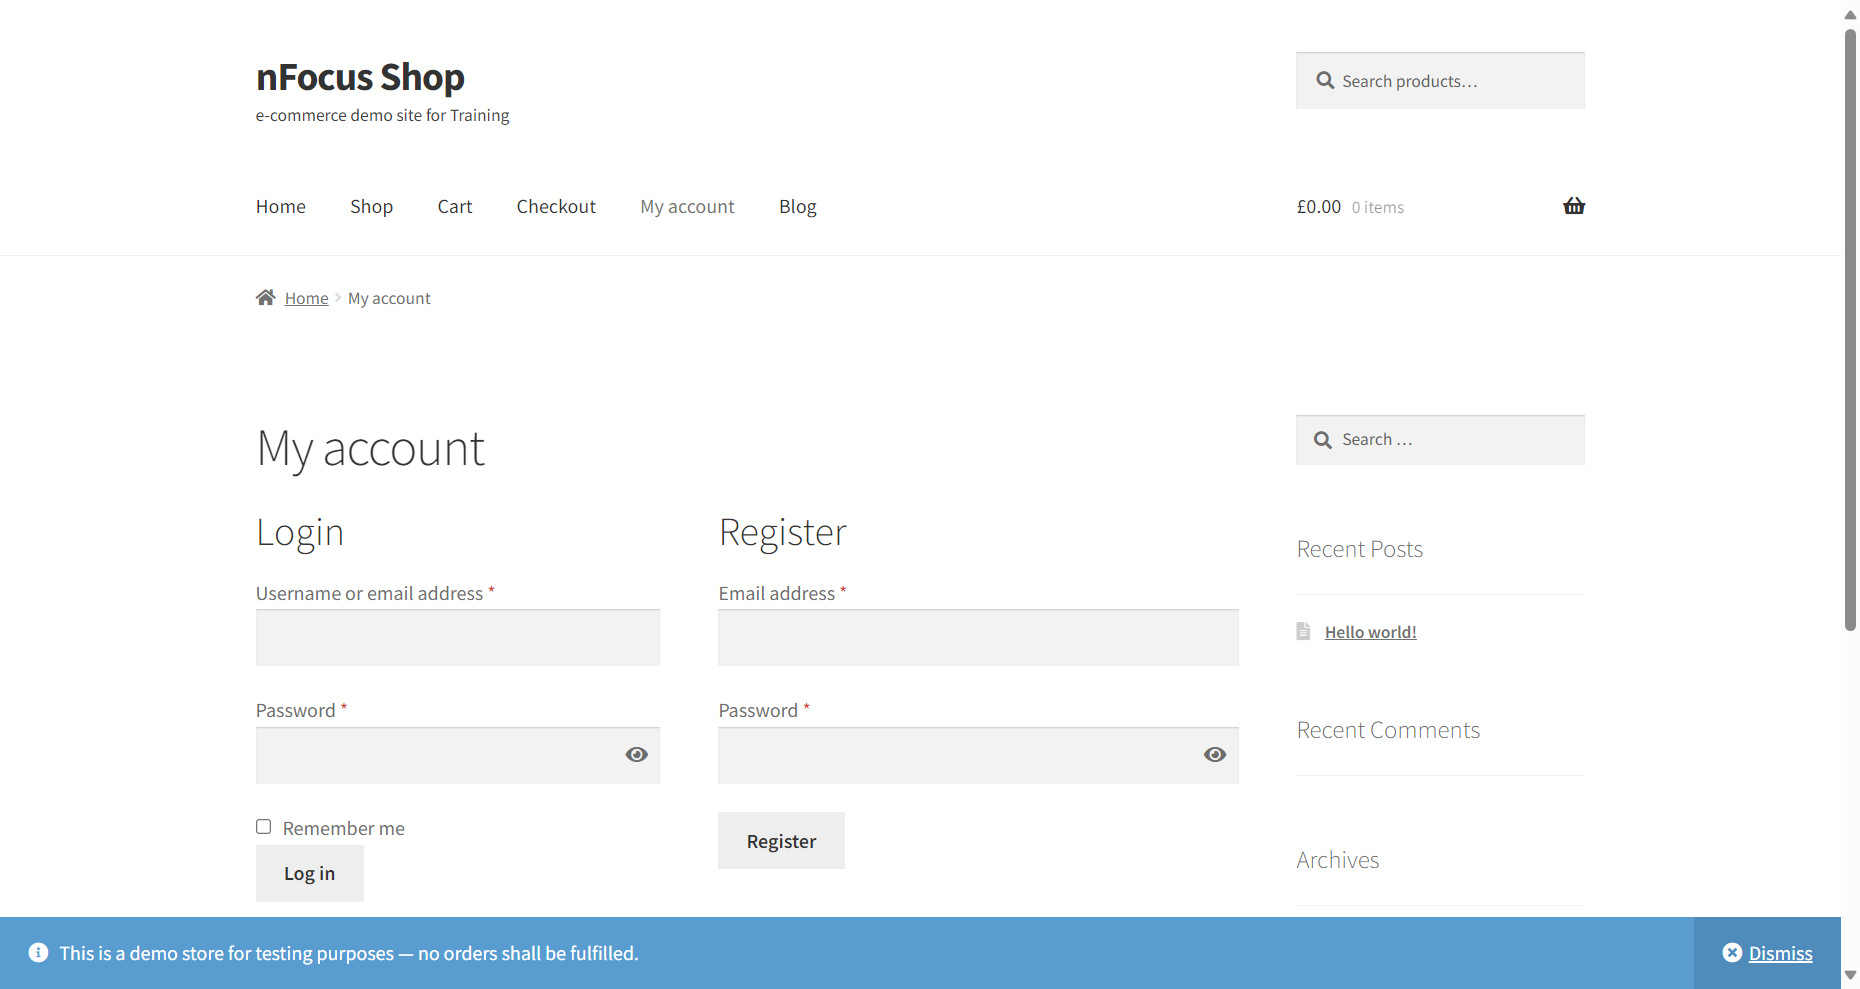 nFocus Shop
e-commerce demo site for Training
Search products…
Home
Shop
Cart
Checkout
My account
Blog
£0.00 0 items
Home
My account
My account
Login
Username or email address *
Password *
Remember me
Log in
Register
Email address *
Password *
Register
Search …
Recent Posts
Hello world!
Recent Comments
Archives
This is a demo store for testing purposes — no orders shall be fulfilled.
Dismiss